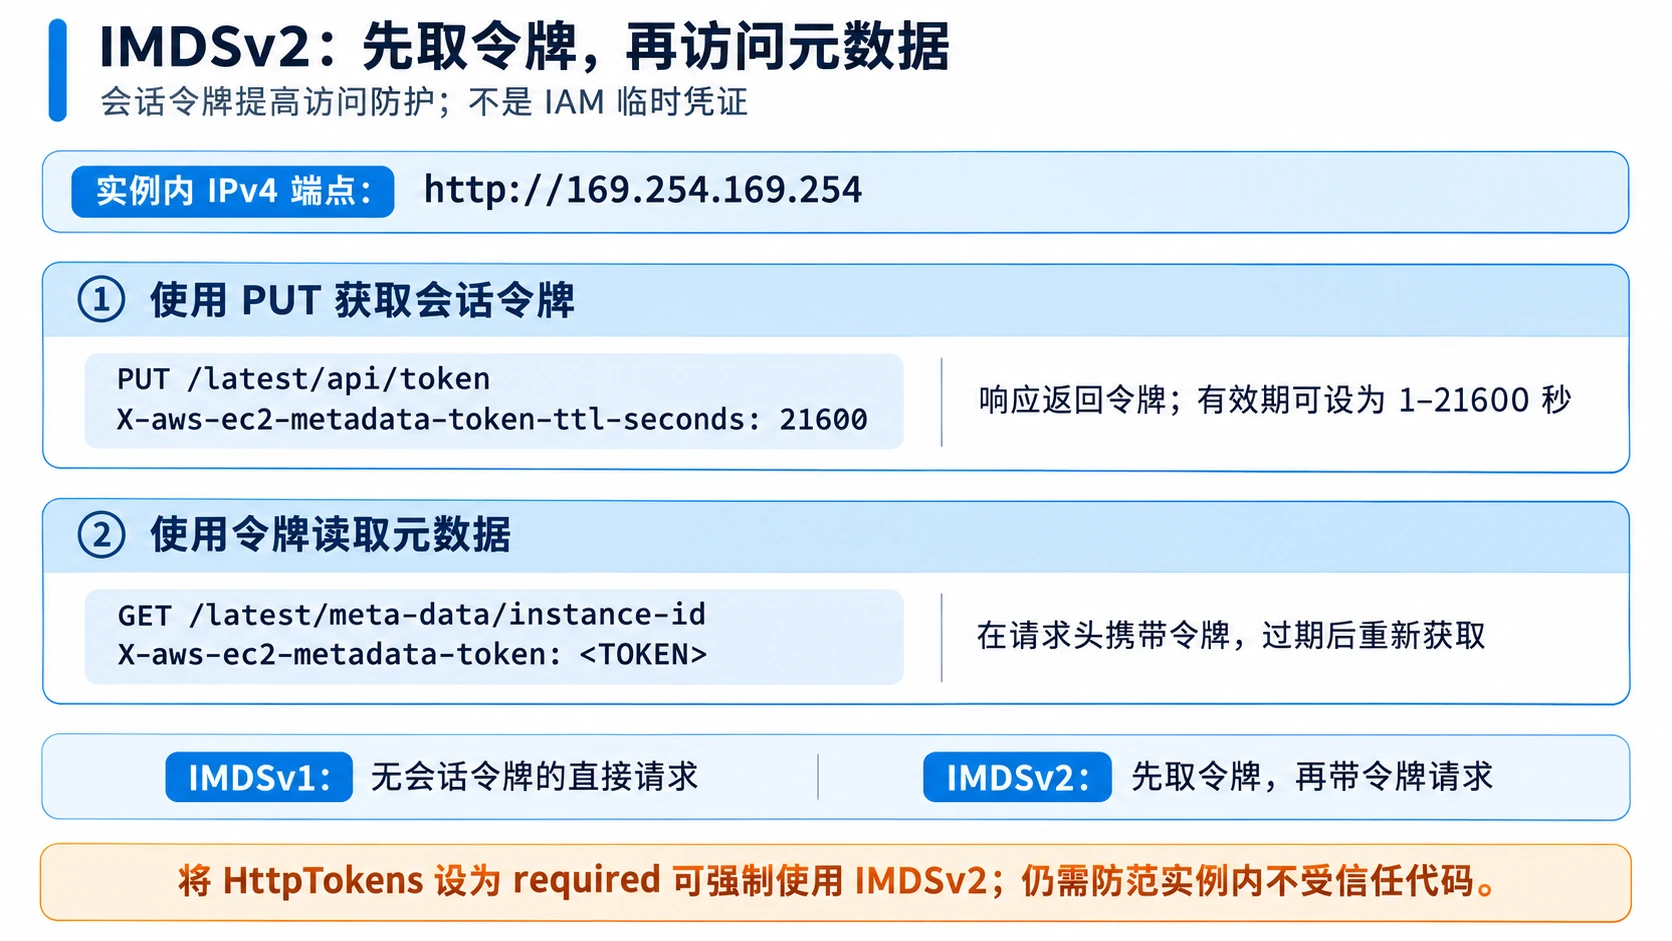 IMDSv2：先取令牌，再访问元数据
会话令牌提高访问防护；不是 IAM 临时凭证
实例内 IPv4 端点： http://169.254.169.254
① 使用 PUT 获取会话令牌
PUT /latest/api/token
X-aws-ec2-metadata-token-ttl-seconds: 21600
响应返回令牌；有效期可设为 1–21600 秒
② 使用令牌读取元数据
GET /latest/meta-data/instance-id
X-aws-ec2-metadata-token: <TOKEN>
在请求头携带令牌，过期后重新获取
IMDSv1： 无会话令牌的直接请求
IMDSv2： 先取令牌，再带令牌请求
将 HttpTokens 设为 required 可强制使用 IMDSv2；仍需防范实例内不受信任代码。